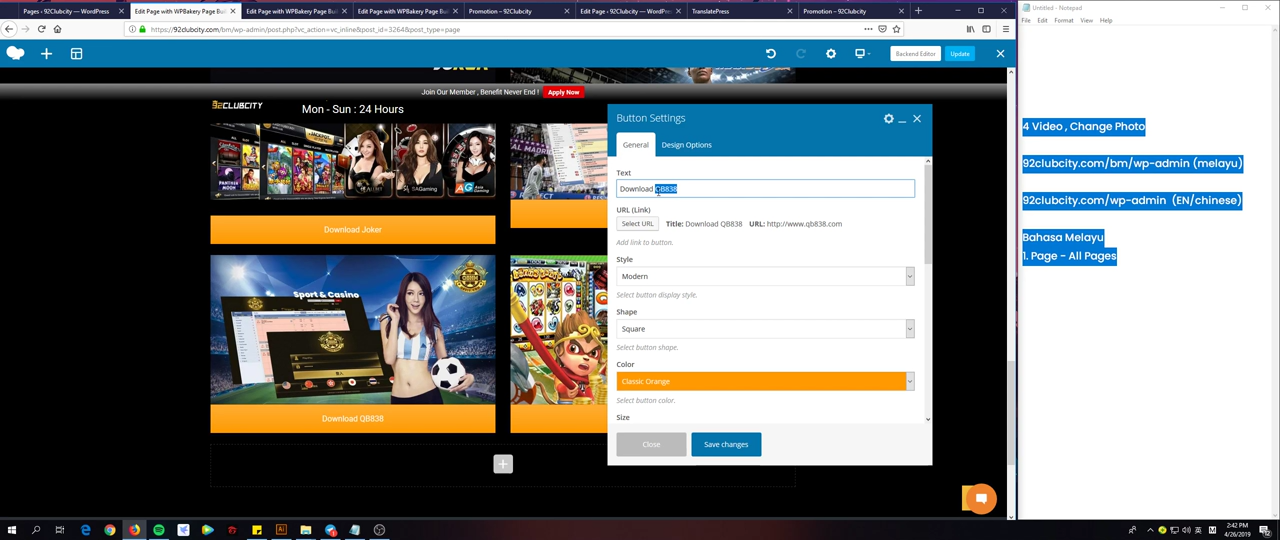 Pages ‹ 92Clubcity — WordPress
Edit Page with WPBakery Page Bui
Edit Page with WPBakery Page Bui
Edit Page with WPBakery Page Bui
Promotion – 92Clubcity
Edit Page ‹ 92Clubcity — WordPres
TranslatePress
Promotion – 92Clubcity
Untitled - Notepad
https://92clubcity.com/bm/wp-admin/post.php?vc_action=vc_inline&post_id=3264&post_type=page
File Edit Format View Help
Backend Editor
Update
Join Our Member , Benefit Never End !
Apply Now
92CLUBCITY
Mon - Sun : 24 Hours
Button Settings
General
Design Options
Text
Download QB838
URL (Link)
Select URL
Title: Download QB838 URL: http://www.qb838.com
Add link to button.
Style
Modern
Select button display style.
Shape
Square
Select button shape.
Color
Classic Orange
Select button color.
Size
Close
Save changes
Download Joker
Sport & Casino
Download QB838
4 Video , Change Photo
92clubcity.com/bm/wp-admin (melayu)
92clubcity.com/wp-admin (EN/chinese)
Bahasa Melayu
1. Page - All Pages
2:42 PM
4/26/2019